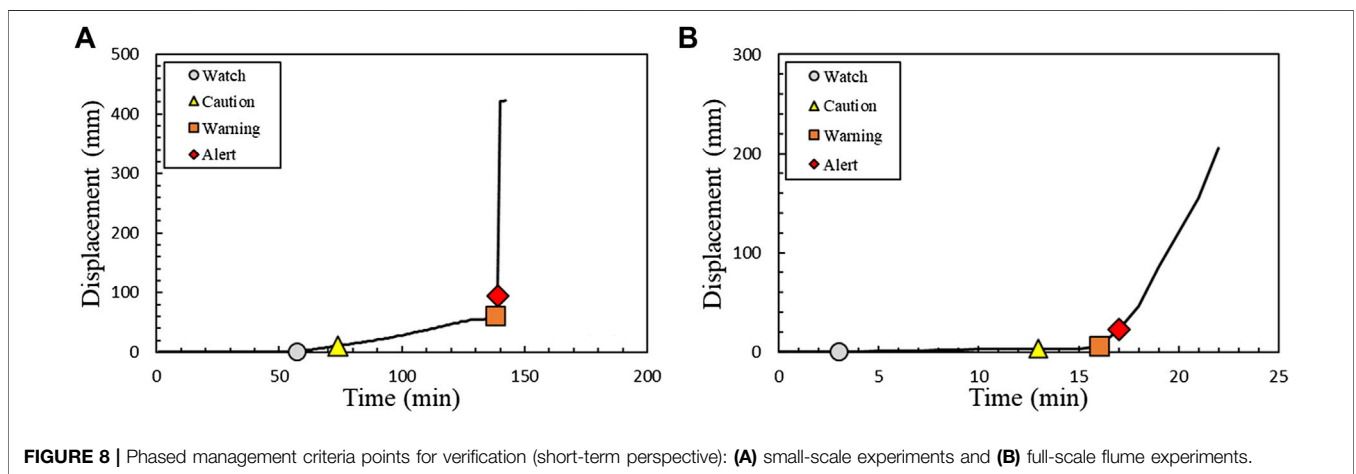 A
500
400
300
200
100
0
Displacement (mm)
Watch
Caution
Warning
Alert
0 50 100 150 200
Time (min)
B
300
200
100
0
Displacement (mm)
Watch
Caution
Warning
Alert
0 5 10 15 20 25
Time (min)
FIGURE 8 | Phased management criteria points for verification (short-term perspective): (A) small-scale experiments and (B) full-scale flume experiments.